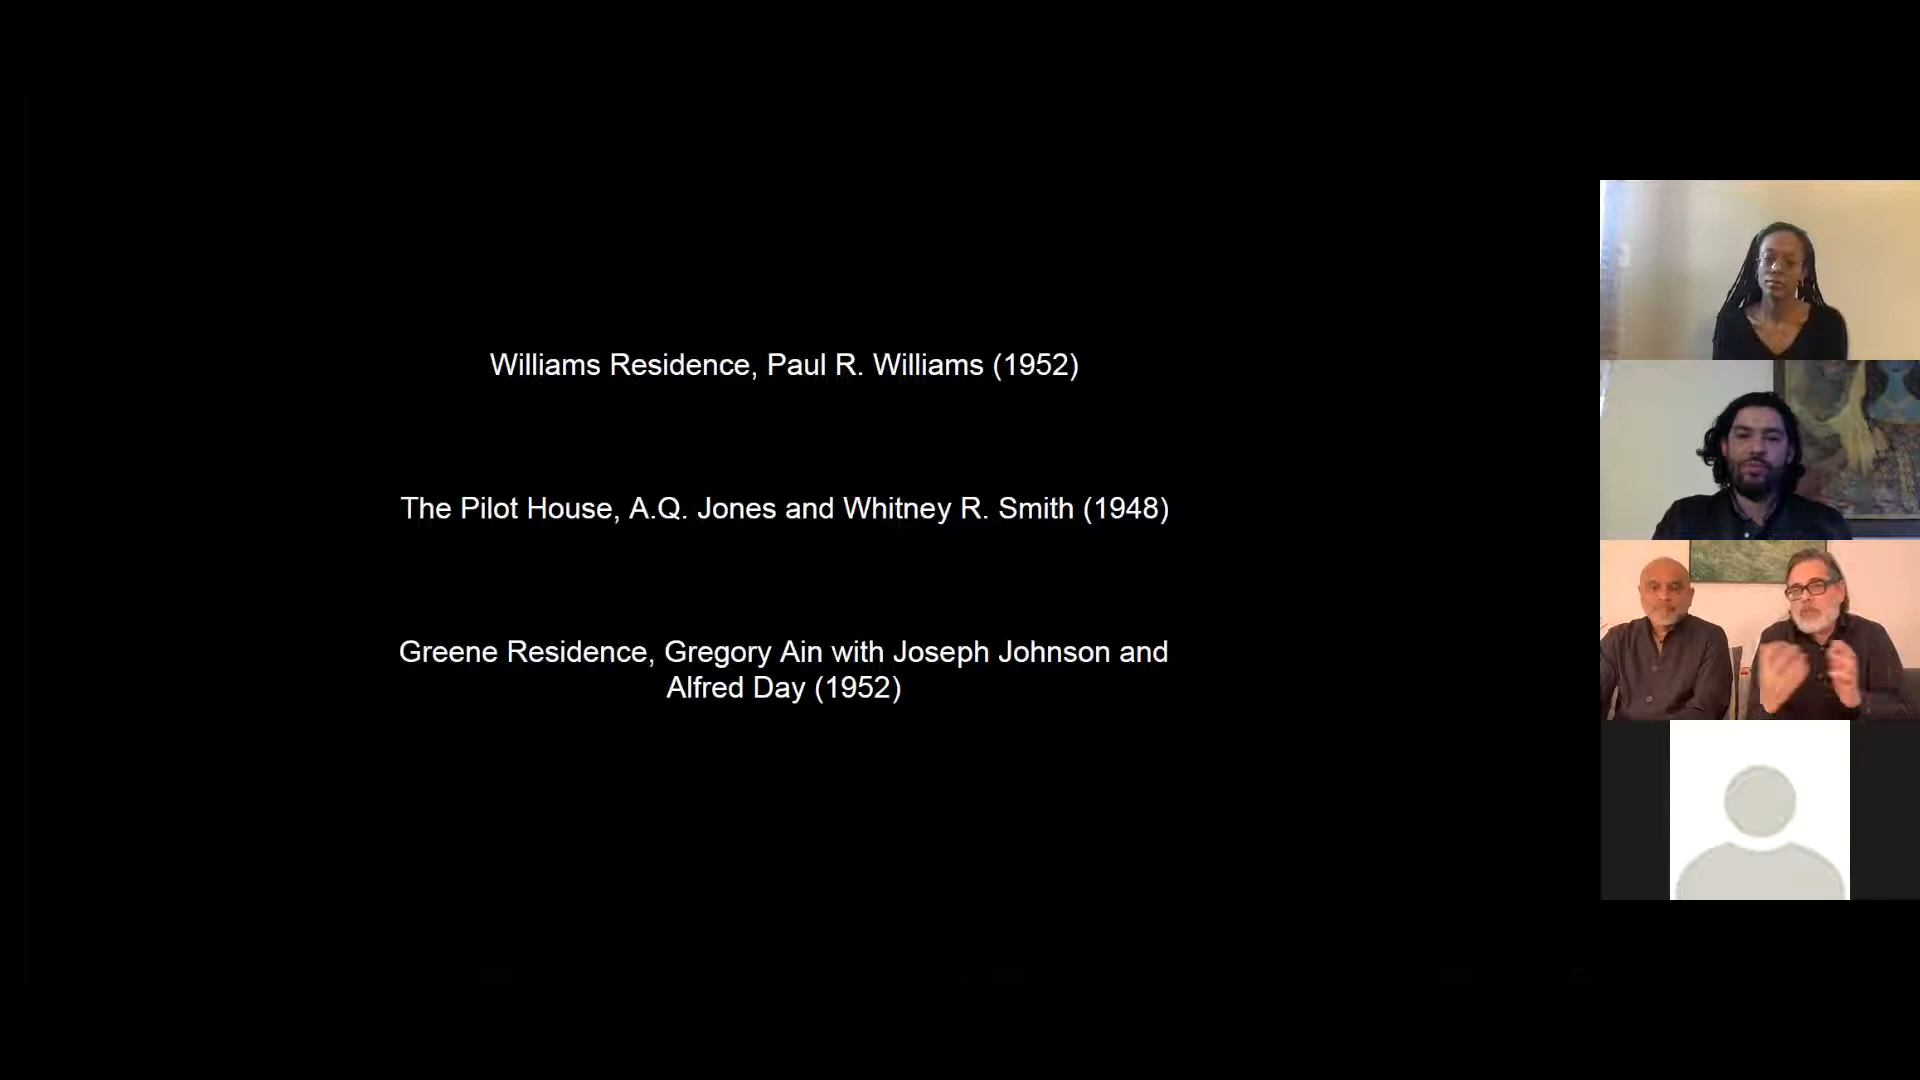 Williams Residence, Paul R. Williams (1952)
The Pilot House, A.Q. Jones and Whitney R. Smith (1948)
Greene Residence, Gregory Ain with Joseph Johnson and
Alfred Day (1952)